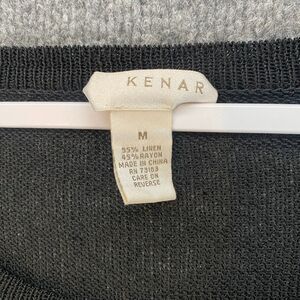 KENAR
M
55% LINEN
45% RAYON
MADE IN CHINA
RN 73103
CARE ON
REVERSE